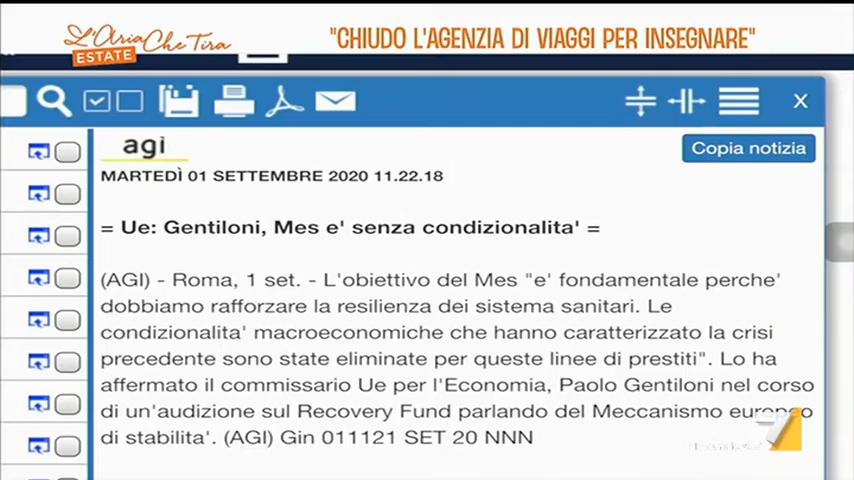 L'Aria Che Tira
ESTATE
"CHIUDO L'AGENZIA DI VIAGGI PER INSEGNARE"
X
agi
Copia notizia
MARTEDÌ 01 SETTEMBRE 2020 11.22.18
= Ue: Gentiloni, Mes e' senza condizionalita' =
(AGI) - Roma, 1 set. - L'obiettivo del Mes "e' fondamentale perche'
dobbiamo rafforzare la resilienza dei sistema sanitari. Le
condizionalita' macroeconomiche che hanno caratterizzato la crisi
precedente sono state eliminate per queste linee di prestiti". Lo ha
affermato il commissario Ue per l'Economia, Paolo Gentiloni nel corso
di un'audizione sul Recovery Fund parlando del Meccanismo europeo
di stabilita'. (AGI) Gin 011121 SET 20 NNN
7